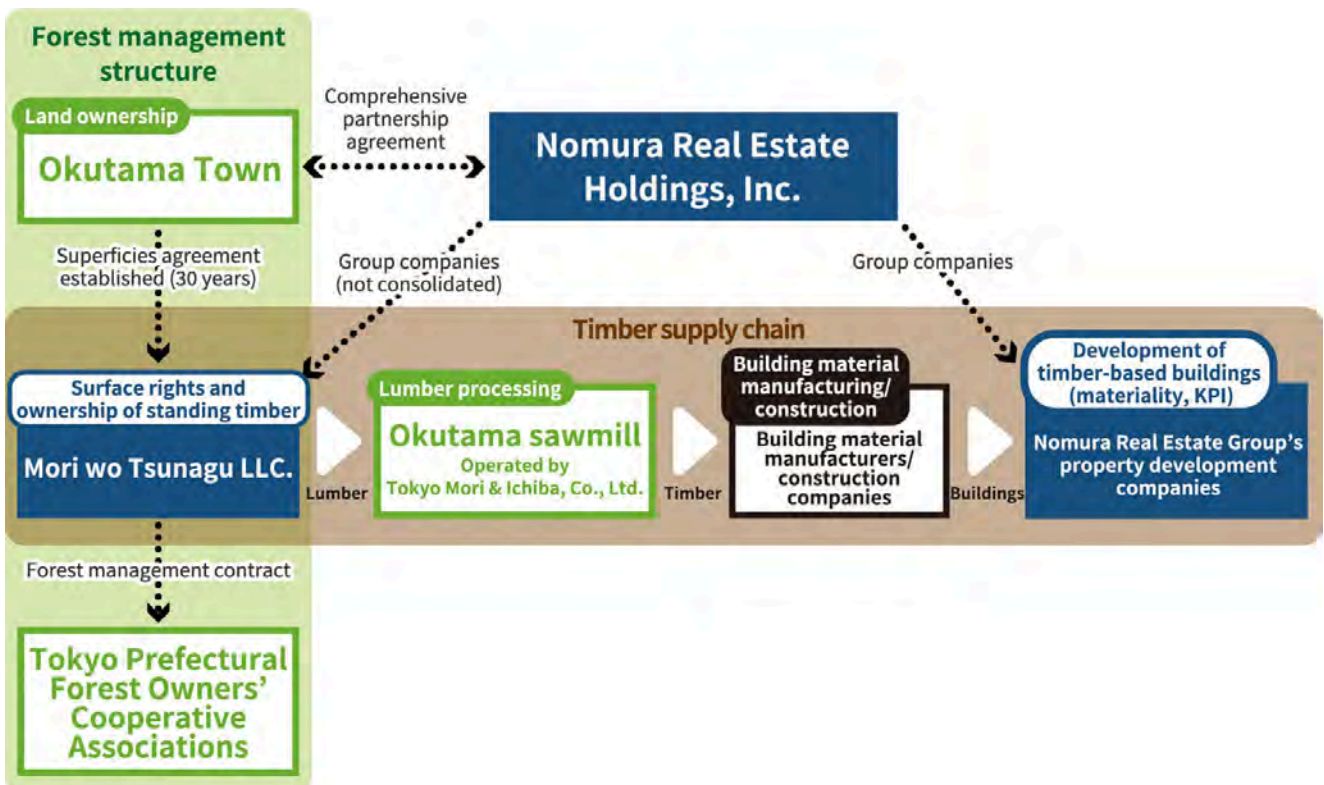 Forest management
structure
Land ownership
Okutama Town
Comprehensive
partnership
agreement
Nomura Real Estate
Holdings, Inc.
Superficies agreement
established (30 years)
Group companies
(not consolidated)
Group companies
Timber supply chain
Surface rights and
ownership of standing timber
Mori wo Tsunagu LLC.
Lumber
Lumber processing
Okutama sawmill
Operated by
Tokyo Mori & Ichiba, Co., Ltd.
Timber
Building material
manufacturing/
construction
Building material
manufacturers/
construction
companies
Buildings
Development of
timber-based buildings
(materiality, KPI)
Nomura Real Estate Group's
property development
companies
Forest management contract
Tokyo Prefectural
Forest Owners'
Cooperative
Associations